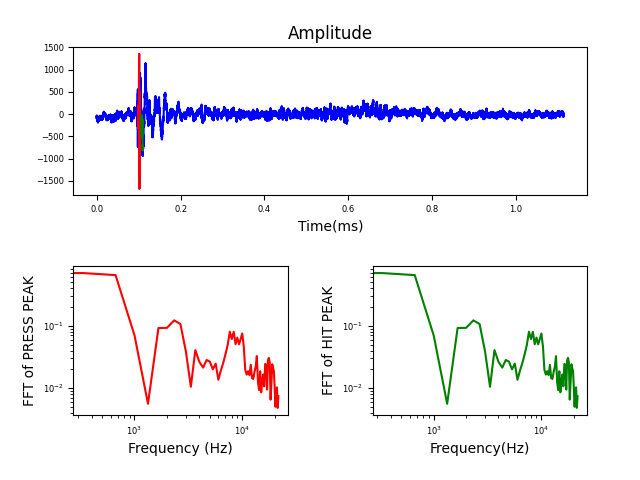 Amplitude
1500
1000
500
0
−500
−1000
−1500
0.0 0.2 0.4 0.6 0.8 1.0
Time(ms)
FFT of PRESS PEAK
10⁻¹
10⁻²
10³ 10⁴
Frequency (Hz)
FFT of HIT PEAK
10⁻¹
10⁻²
10³ 10⁴
Frequency(Hz)